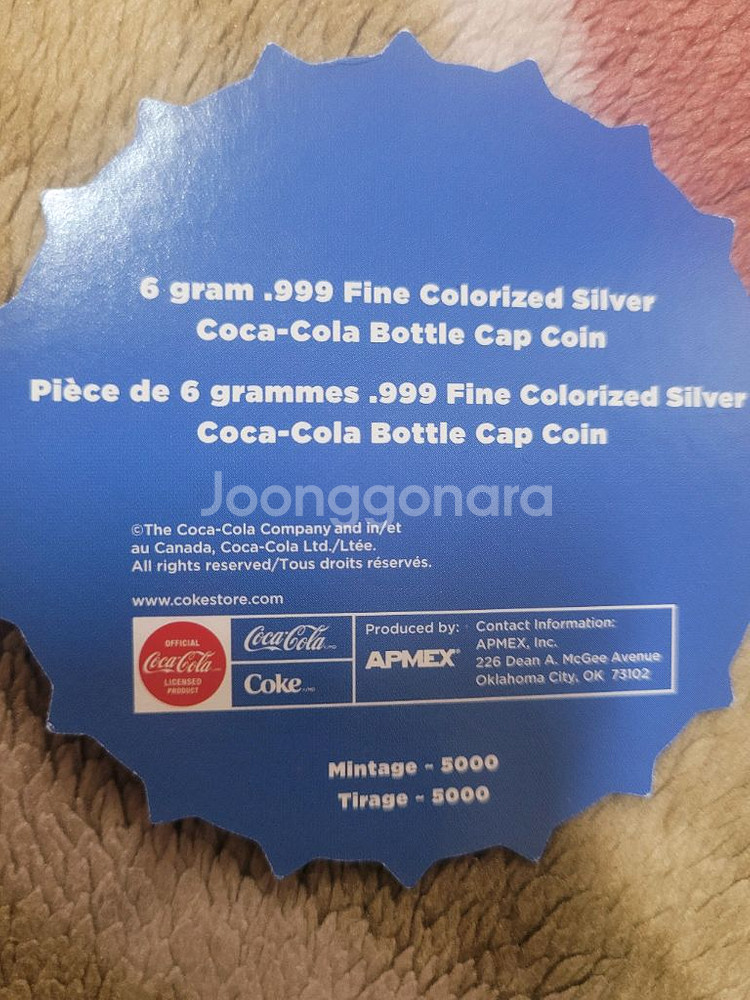 6 gram .999 Fine Colorized Silver
Coca-Cola Bottle Cap Coin
Pièce de 6 grammes .999 Fine Colorized Silver
Coca-Cola Bottle Cap Coin
Joonggonara
©The Coca-Cola Company and in/et
au Canada, Coca-Cola Ltd./Ltée.
All rights reserved/Tous droits réservés.
www.cokestore.com
OFFICIAL
Coca-Cola
LICENSED
PRODUCT
Coca-Cola
Coke
Produced by:
APMEX®
Contact Information:
APMEX, Inc.
226 Dean A. McGee Avenue
Oklahoma City, OK 73102
Mintage - 5000
Tirage - 5000